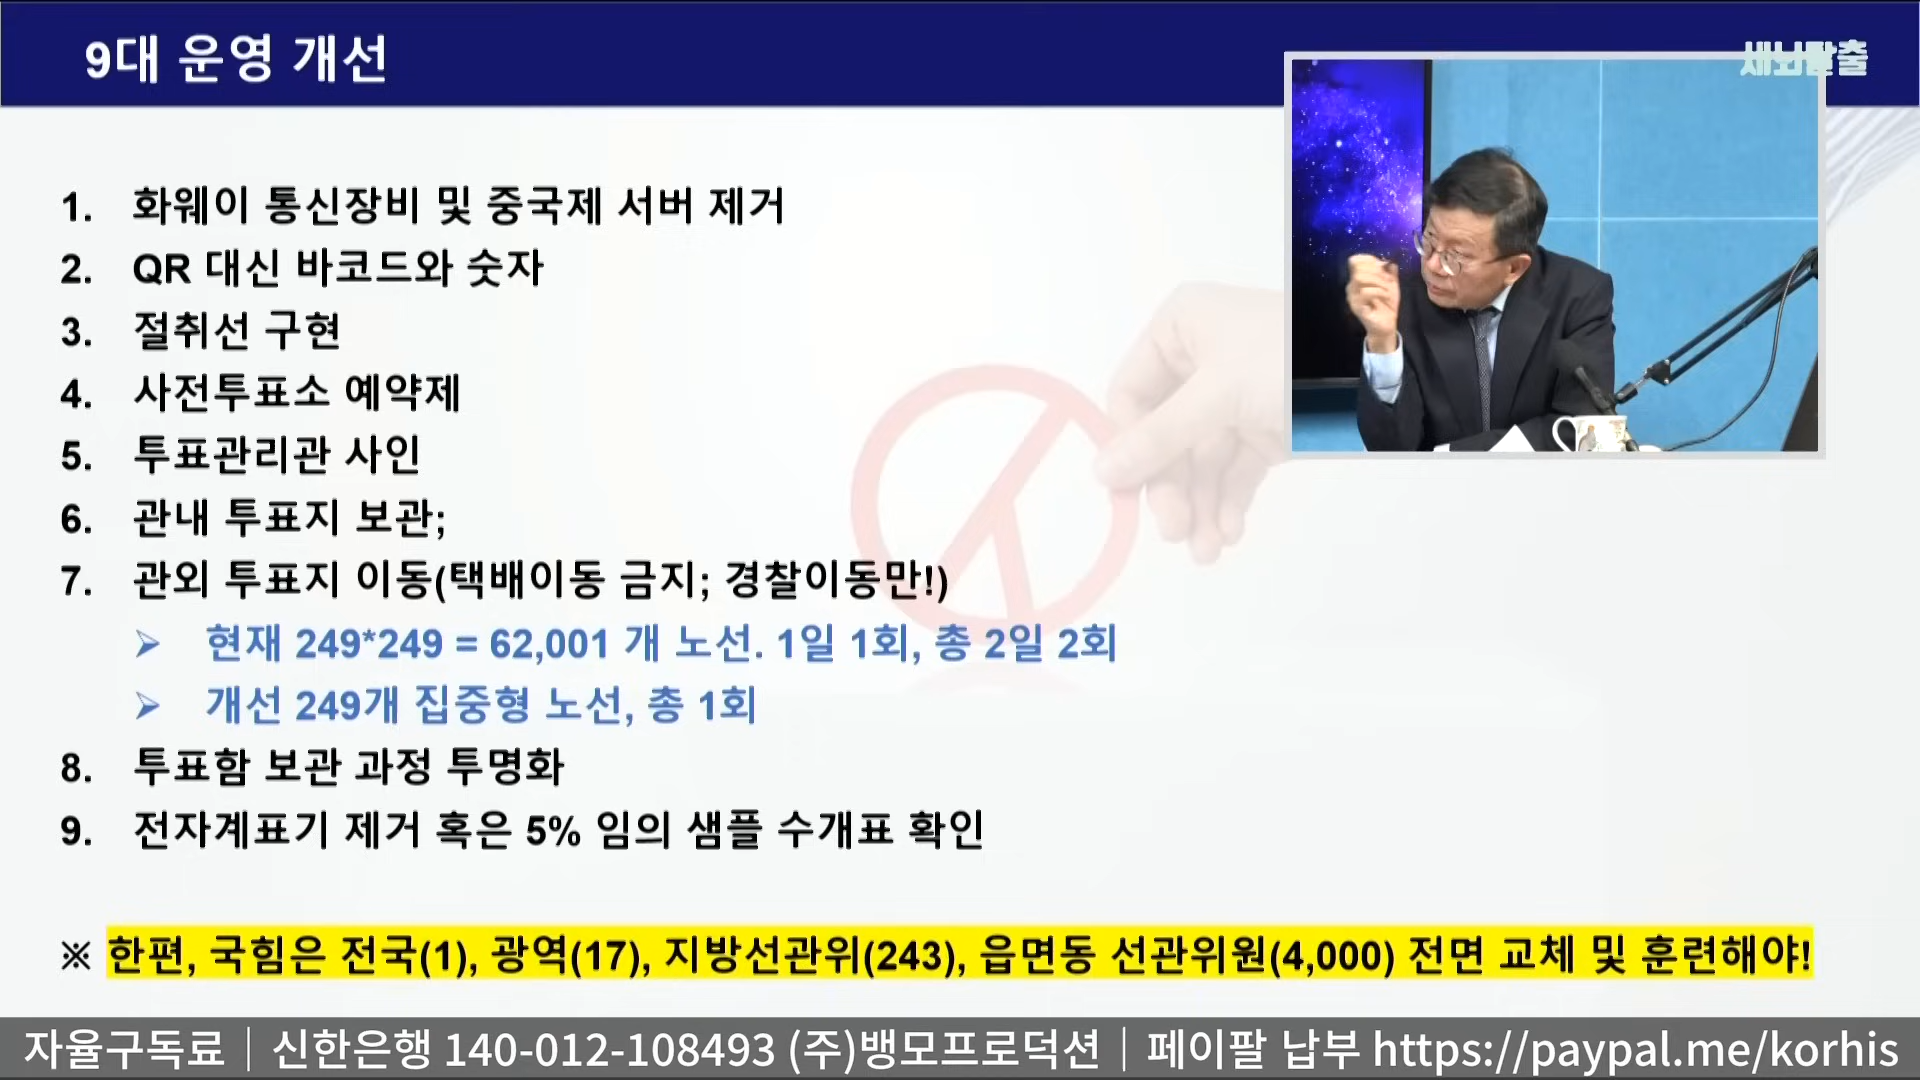 9대 운영 개선
세뇌탈출
1. 화웨이 통신장비 및 중국제 서버 제거
2. QR 대신 바코드와 숫자
3. 절취선 구현
4. 사전투표소 예약제
5. 투표관리관 사인
6. 관내 투표지 보관;
7. 관외 투표지 이동(택배이동 금지; 경찰이동만!)
➢ 현재 249*249 = 62,001 개 노선. 1일 1회, 총 2일 2회
➢ 개선 249개 집중형 노선, 총 1회
8. 투표함 보관 과정 투명화
9. 전자계표기 제거 혹은 5% 임의 샘플 수개표 확인
※ 한편, 국힘은 전국(1), 광역(17), 지방선관위(243), 읍면동 선관위원(4,000) 전면 교체 및 훈련해야!
자율구독료｜신한은행 140-012-108493 (주)뱅모프로덕션｜페이팔 납부 https://paypal.me/korhis